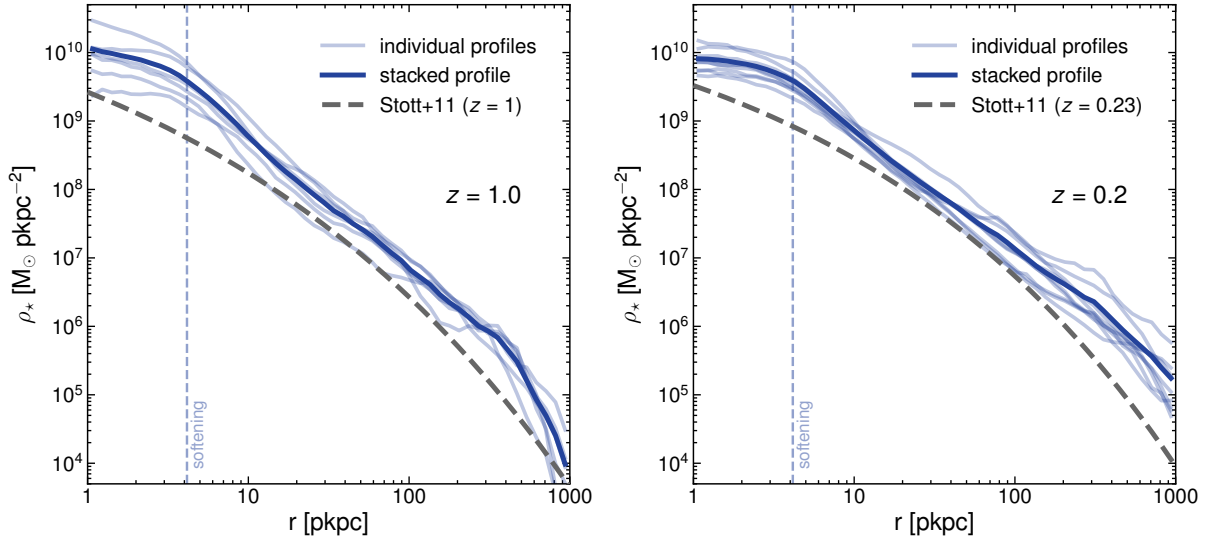 10¹⁰
10⁹
10⁸
10⁷
10⁶
10⁵
10⁴
ρ⋆ [M⊙ pkpc⁻²]
individual profiles
stacked profile
Stott+11 (z = 1)
z = 1.0
softening
1 10 100 1000
r [pkpc]
10¹⁰
10⁹
10⁸
10⁷
10⁶
10⁵
10⁴
ρ⋆ [M⊙ pkpc⁻²]
individual profiles
stacked profile
Stott+11 (z = 0.23)
z = 0.2
softening
1 10 100 1000
r [pkpc]